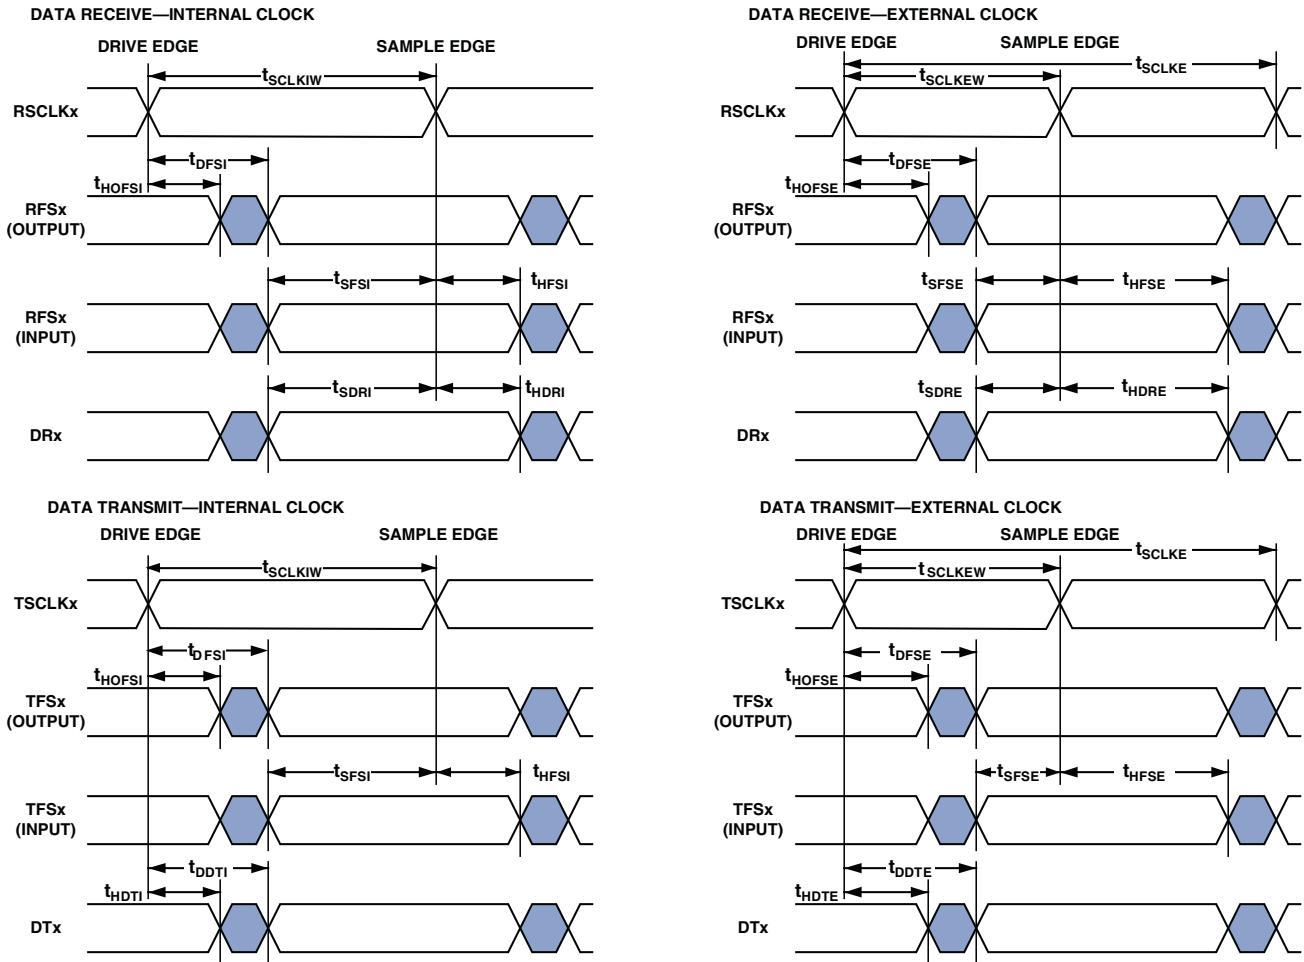 DATA RECEIVE—INTERNAL CLOCK
DRIVE EDGE SAMPLE EDGE
tSCLKIW
RSCLKx
tDFSI
tHOFSI
RFSx
(OUTPUT)
tSFSI tHFSI
RFSx
(INPUT)
tSDRI tHDRI
DRx
DATA RECEIVE—EXTERNAL CLOCK
DRIVE EDGE SAMPLE EDGE
tSCLKE
tSCLKEW
RSCLKx
tDFSE
tHOFSE
RFSx
(OUTPUT)
tSFSE tHFSE
RFSx
(INPUT)
tSDRE tHDRE
DRx
DATA TRANSMIT—INTERNAL CLOCK
DRIVE EDGE SAMPLE EDGE
tSCLKIW
TSCLKx
tDFSI
tHOFSI
TFSx
(OUTPUT)
tSFSI tHFSI
TFSx
(INPUT)
tDDTI
tHDTI
DTx
DATA TRANSMIT—EXTERNAL CLOCK
DRIVE EDGE SAMPLE EDGE
tSCLKE
tSCLKEW
TSCLKx
tDFSE
tHOFSE
TFSx
(OUTPUT)
tSFSE tHFSE
TFSx
(INPUT)
tDDTE
tHDTE
DTx